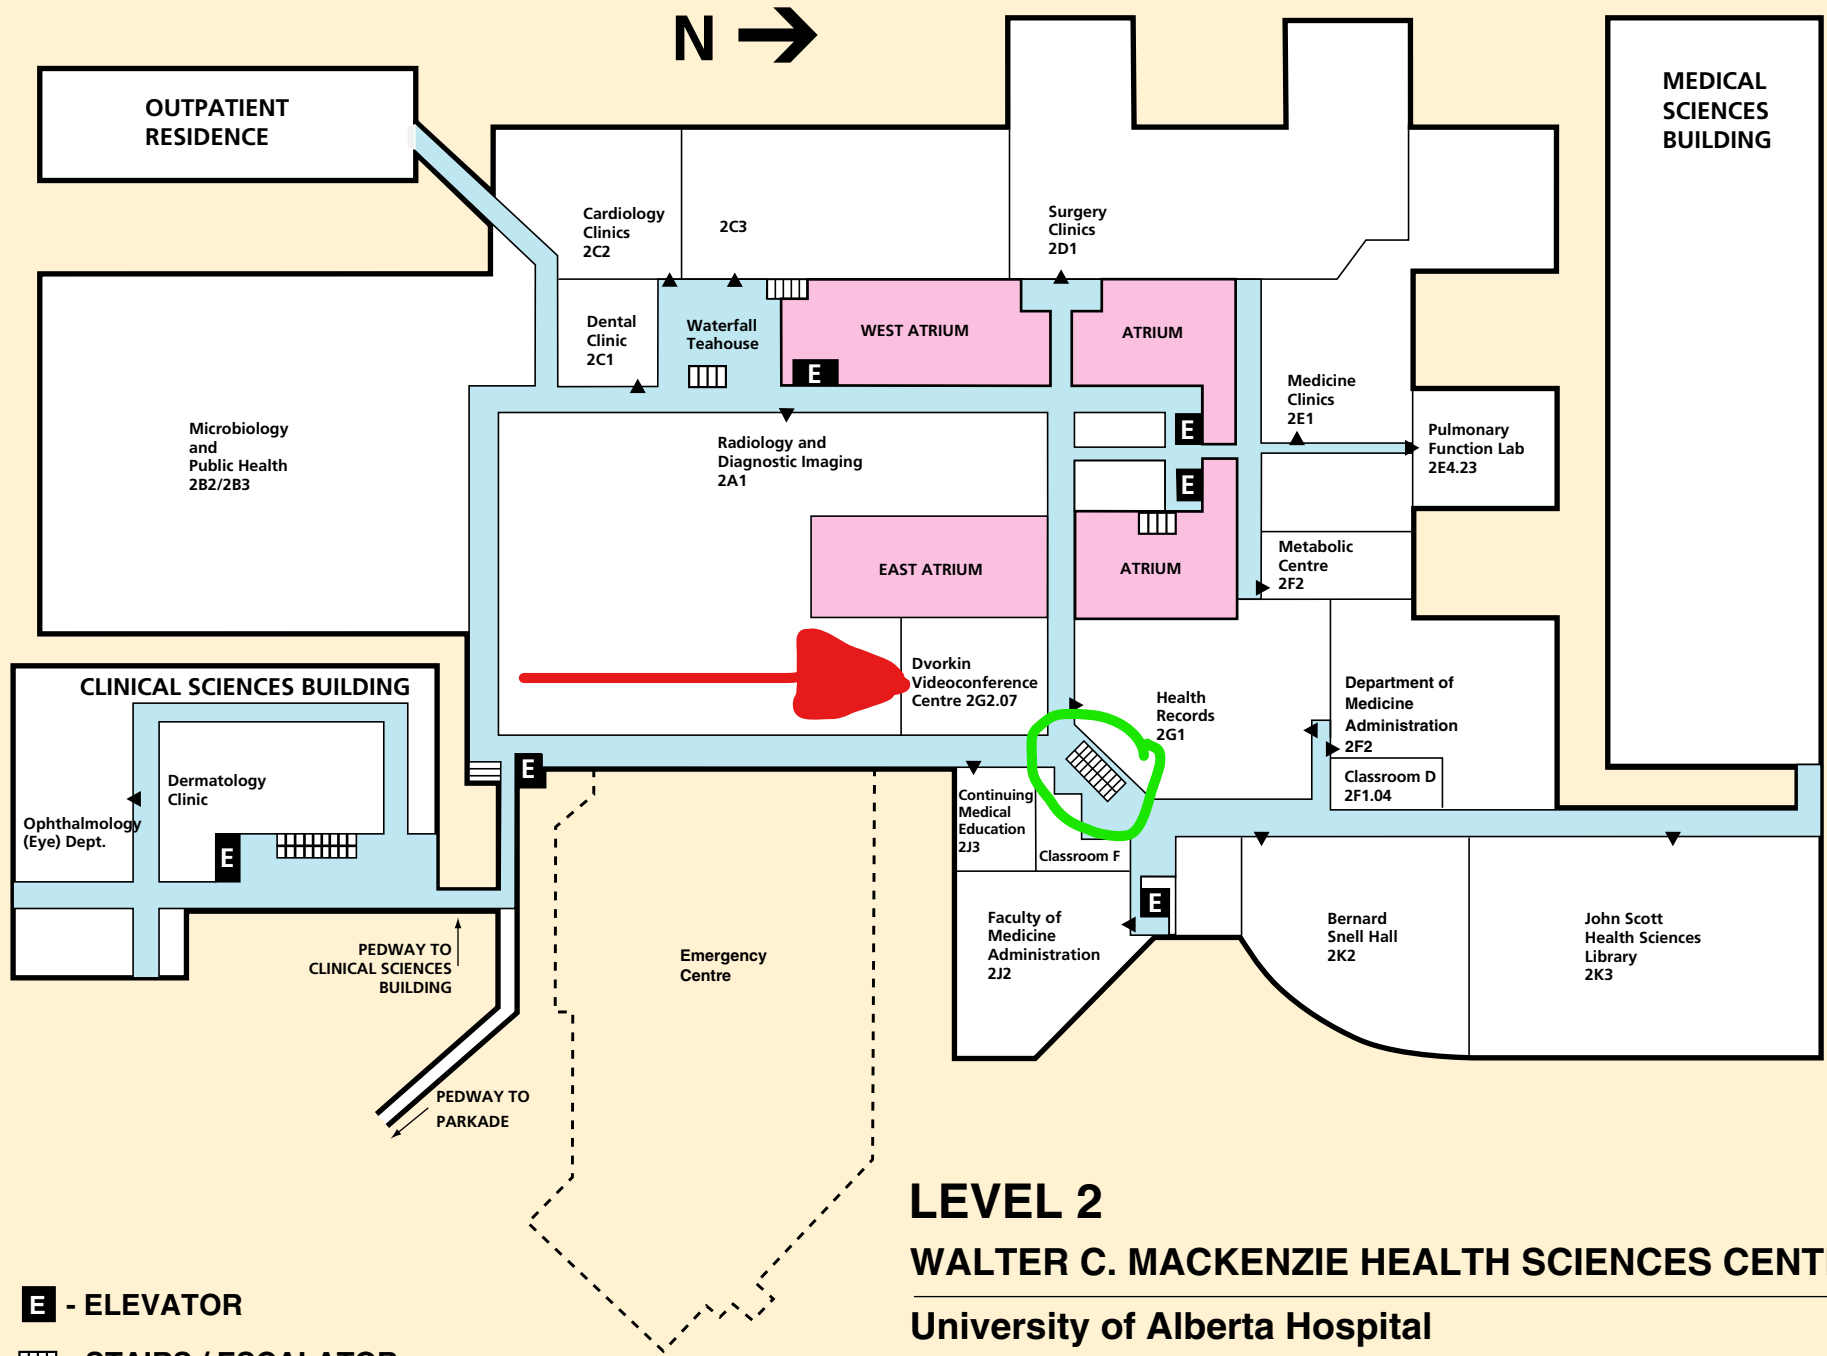 N
OUTPATIENT
RESIDENCE
MEDICAL
SCIENCES
BUILDING
Cardiology
Clinics
2C2
2C3
Surgery
Clinics
2D1
Dental
Clinic
2C1
Waterfall
Teahouse
WEST ATRIUM
ATRIUM
E
Medicine
Clinics
2E1
Microbiology
and
Public Health
2B2/2B3
Radiology and
Diagnostic Imaging
2A1
E
E
Pulmonary
Function Lab
2E4.23
EAST ATRIUM
ATRIUM
Metabolic
Centre
2F2
CLINICAL SCIENCES BUILDING
Dvorkin
Videoconference
Centre 2G2.07
Health
Records
2G1
Department of
Medicine
Administration
2F2
Classroom D
2F1.04
E
Dermatology
Clinic
Ophthalmology
(Eye) Dept.
E
Continuing
Medical
Education
2J3
Classroom F
E
Faculty of
Medicine
Administration
2J2
Bernard
Snell Hall
2K2
John Scott
Health Sciences
Library
2K3
PEDWAY TO
CLINICAL SCIENCES
BUILDING
Emergency
Centre
PEDWAY TO
PARKADE
LEVEL 2
WALTER C. MACKENZIE HEALTH SCIENCES CENT
University of Alberta Hospital
E - ELEVATOR
- STAIRS / ESCALATOR